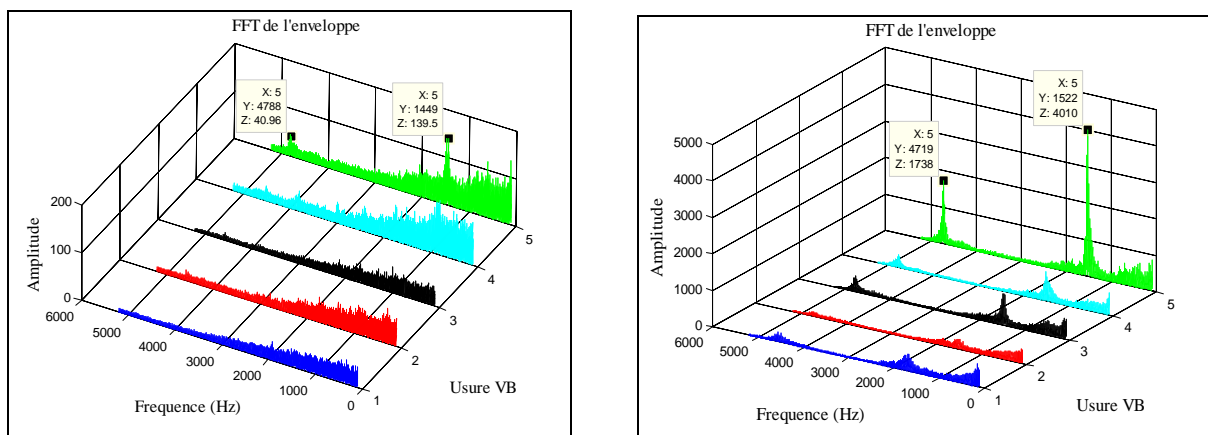 FFT de l'enveloppe
X: 5
Y: 4788
Z: 40.96
X: 5
Y: 1449
Z: 139.5
200
100
0
Amplitude
6000
5000
4000
3000
2000
1000
0
Frequence (Hz)
1
2
3
4
5
Usure VB
FFT de l'enveloppe
X: 5
Y: 4719
Z: 1738
X: 5
Y: 1522
Z: 4010
5000
4000
3000
2000
1000
0
Amplitude
6000
5000
4000
3000
2000
1000
0
Frequence (Hz)
1
2
3
4
5
Usure VB